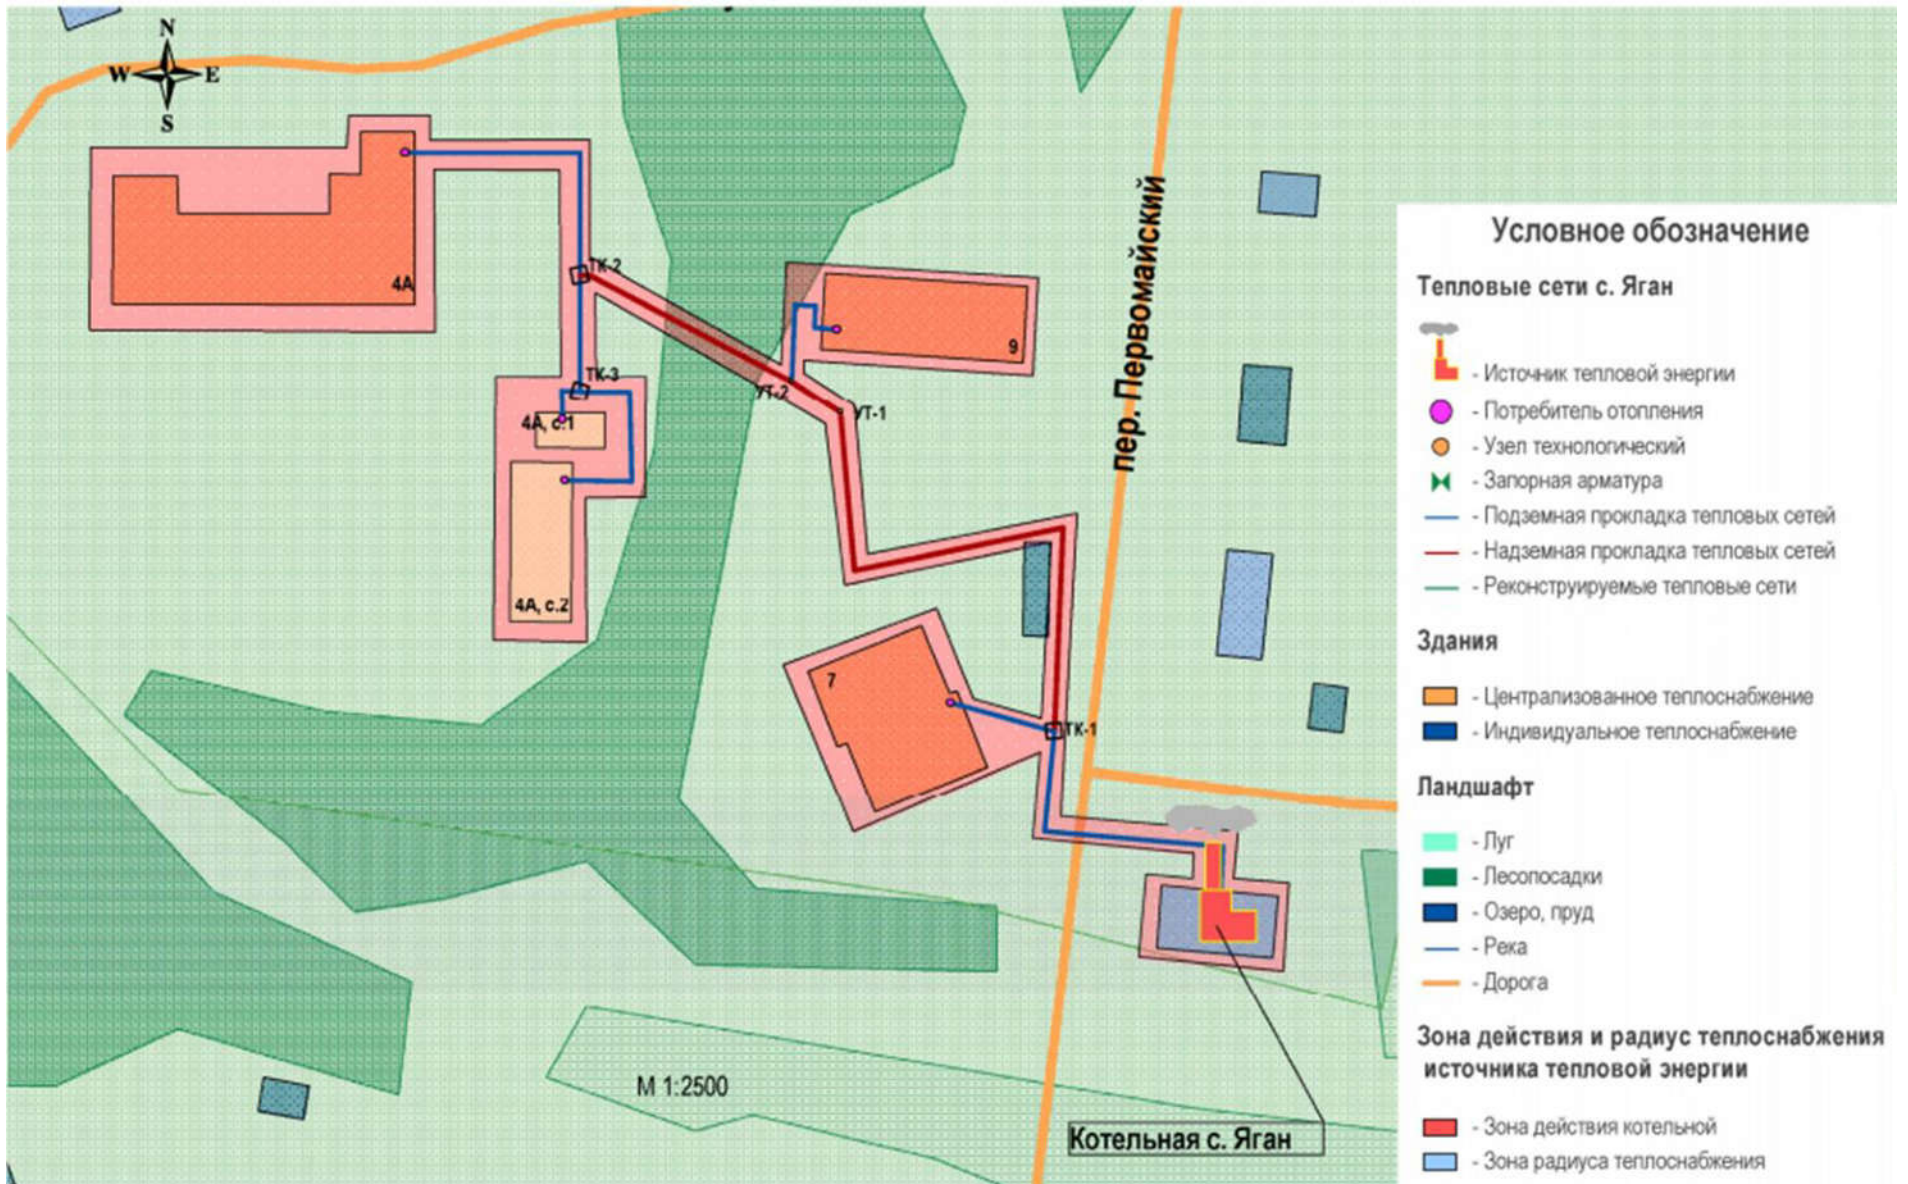 N
W E
S
4А
ТК-2
9
пер. Первомайский
ТК-3
УТ-2
УТ-1
4А, с.1
4А, с.2
7
ТК-1
М 1:2500
Котельная с. Яган
Условное обозначение
Тепловые сети с. Яган
- Источник тепловой энергии
- Потребитель отопления
- Узел технологический
- Запорная арматура
- Подземная прокладка тепловых сетей
- Надземная прокладка тепловых сетей
- Реконструируемые тепловые сети
Здания
- Централизованное теплоснабжение
- Индивидуальное теплоснабжение
Ландшафт
- Луг
- Лесопосадки
- Озеро, пруд
- Река
- Дорога
Зона действия и радиус теплоснабжения
источника тепловой энергии
- Зона действия котельной
- Зона радиуса теплоснабжения